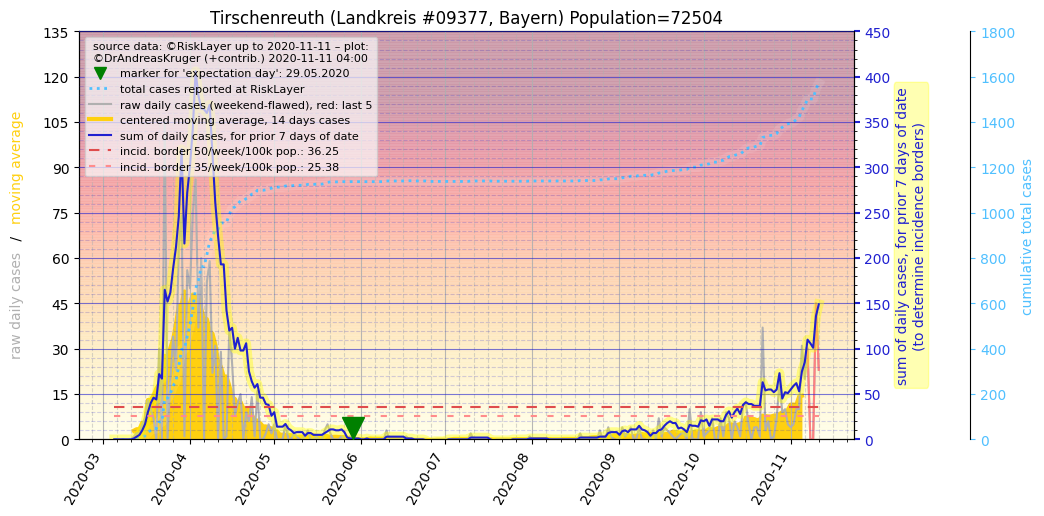 Tirschenreuth (Landkreis #09377, Bayern) Population=72504
source data: ©RiskLayer up to 2020-11-11 – plot:
©DrAndreasKruger (+contrib.) 2020-11-11 04:00
marker for 'expectation day': 29.05.2020
total cases reported at RiskLayer
raw daily cases (weekend-flawed), red: last 5
centered moving average, 14 days cases
sum of daily cases, for prior 7 days of date
incid. border 50/week/100k pop.: 36.25
incid. border 35/week/100k pop.: 25.38
raw daily cases / moving average
135
120
105
90
75
60
45
30
15
0
2020-03
2020-04
2020-05
2020-06
2020-07
2020-08
2020-09
2020-10
2020-11
450
400
350
300
250
200
150
100
50
0
sum of daily cases, for prior 7 days of date
(to determine incidence borders)
1800
1600
1400
1200
1000
800
600
400
200
0
cumulative total cases